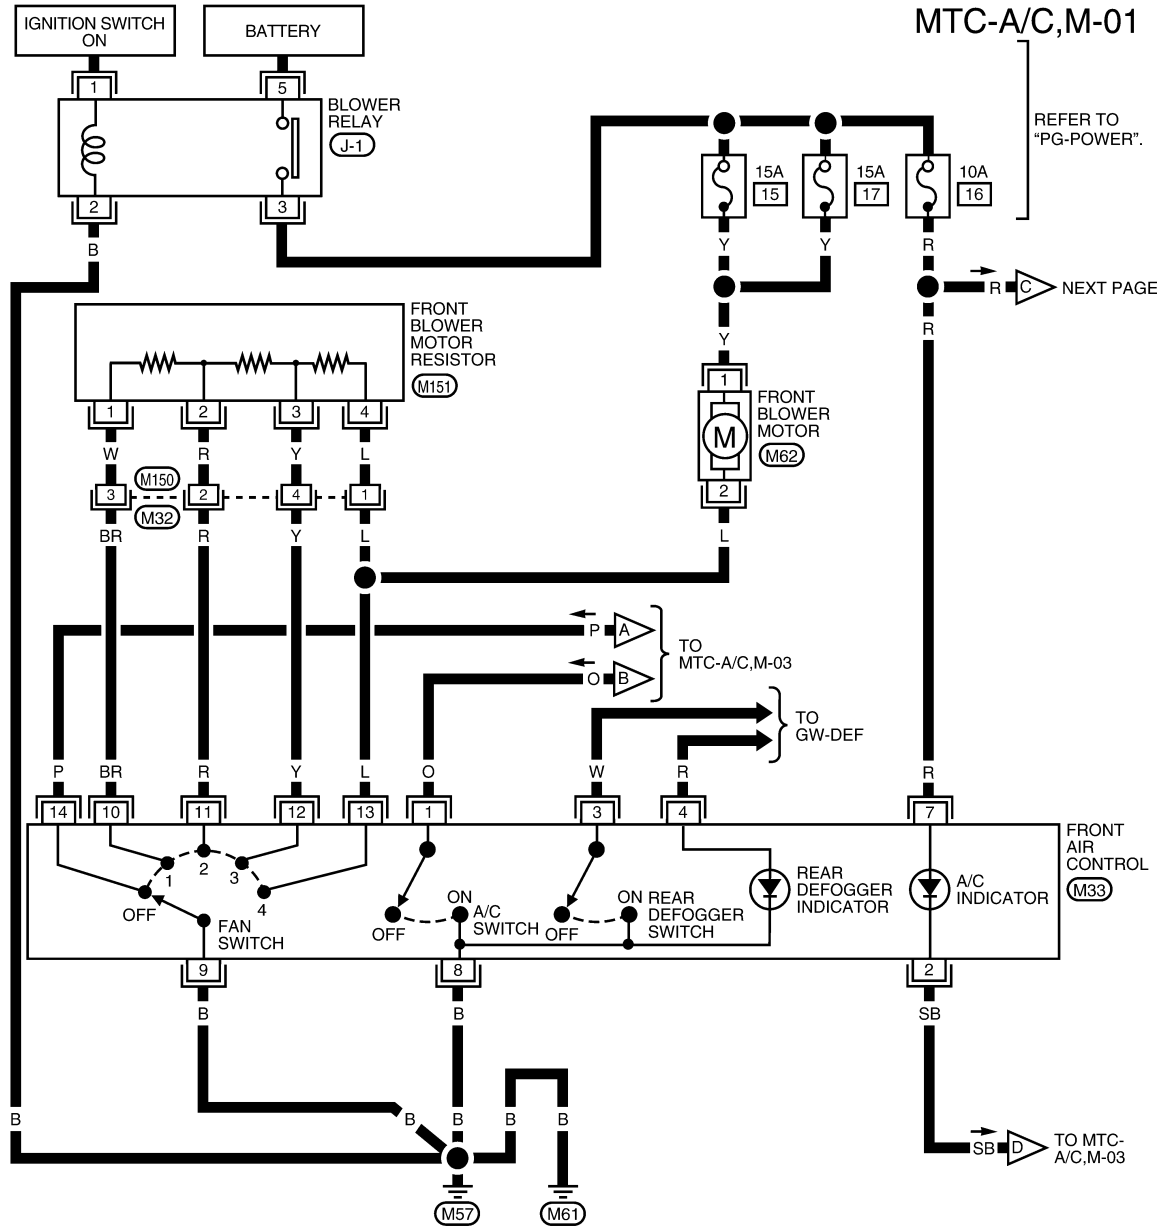 MTC-A/C,M-01
IGNITION SWITCH
ON
BATTERY
1
5
BLOWER
RELAY
J-1
2
3
B
REFER TO
“PG-POWER”.
15A
15
15A
17
10A
16
Y
Y
R
R
C
NEXT PAGE
Y
R
FRONT
BLOWER
MOTOR
RESISTOR
M151
1
2
3
4
W
R
Y
L
M150
3
2
4
1
M32
BR
R
Y
L
1
M
FRONT
BLOWER
MOTOR
M62
2
L
P
A
O
B
TO
MTC-A/C,M-03
TO
GW-DEF
P
BR
R
Y
L
O
W
R
R
14
10
11
12
13
1
3
4
7
FRONT
AIR
CONTROL
M33
OFF
1
2
3
4
FAN
SWITCH
OFF
ON
A/C
SWITCH
OFF
ON
REAR
DEFOGGER
SWITCH
REAR
DEFOGGER
INDICATOR
A/C
INDICATOR
9
8
2
B
B
SB
B
B
B
B
B
SB
D
TO MTC-
A/C,M-03
M57
M61